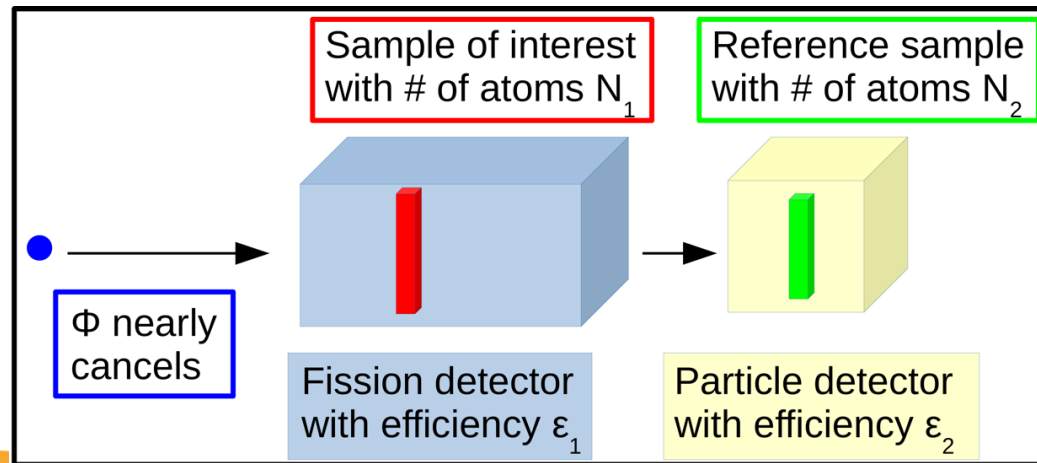 Sample of interest
with # of atoms N₁
Reference sample
with # of atoms N₂
Φ nearly
cancels
Fission detector
with efficiency ε₁
Particle detector
with efficiency ε₂